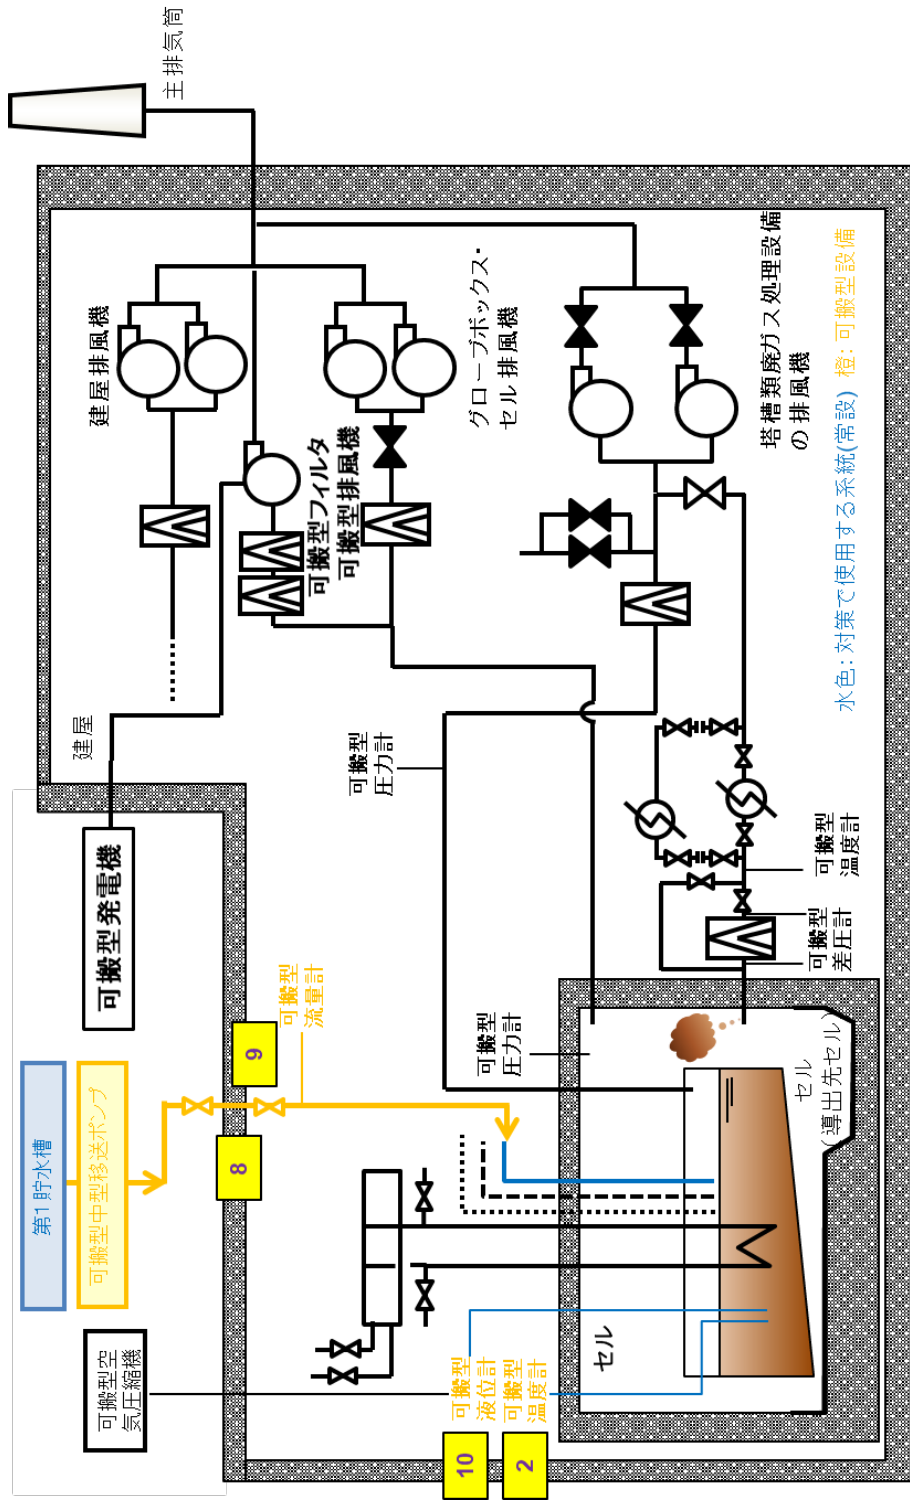 主排気筒
建屋排風機
グローブボックス・
セル排風機
塔槽類廃ガス処理設備
の排風機
水色：対策で使用する系統(常設)　橙：可搬型設備
可搬型フィルタ
可搬型排風機
建屋
可搬型
圧力計
可搬型発電機
可搬型
温度計
可搬型
差圧計
可搬型
流量計
可搬型
圧力計
第1貯水槽
可搬型中型移送ポンプ
9
8
セル
（導出先セル）
セル
可搬型空
気圧縮機
可搬型
液位計
可搬型
温度計
10
2